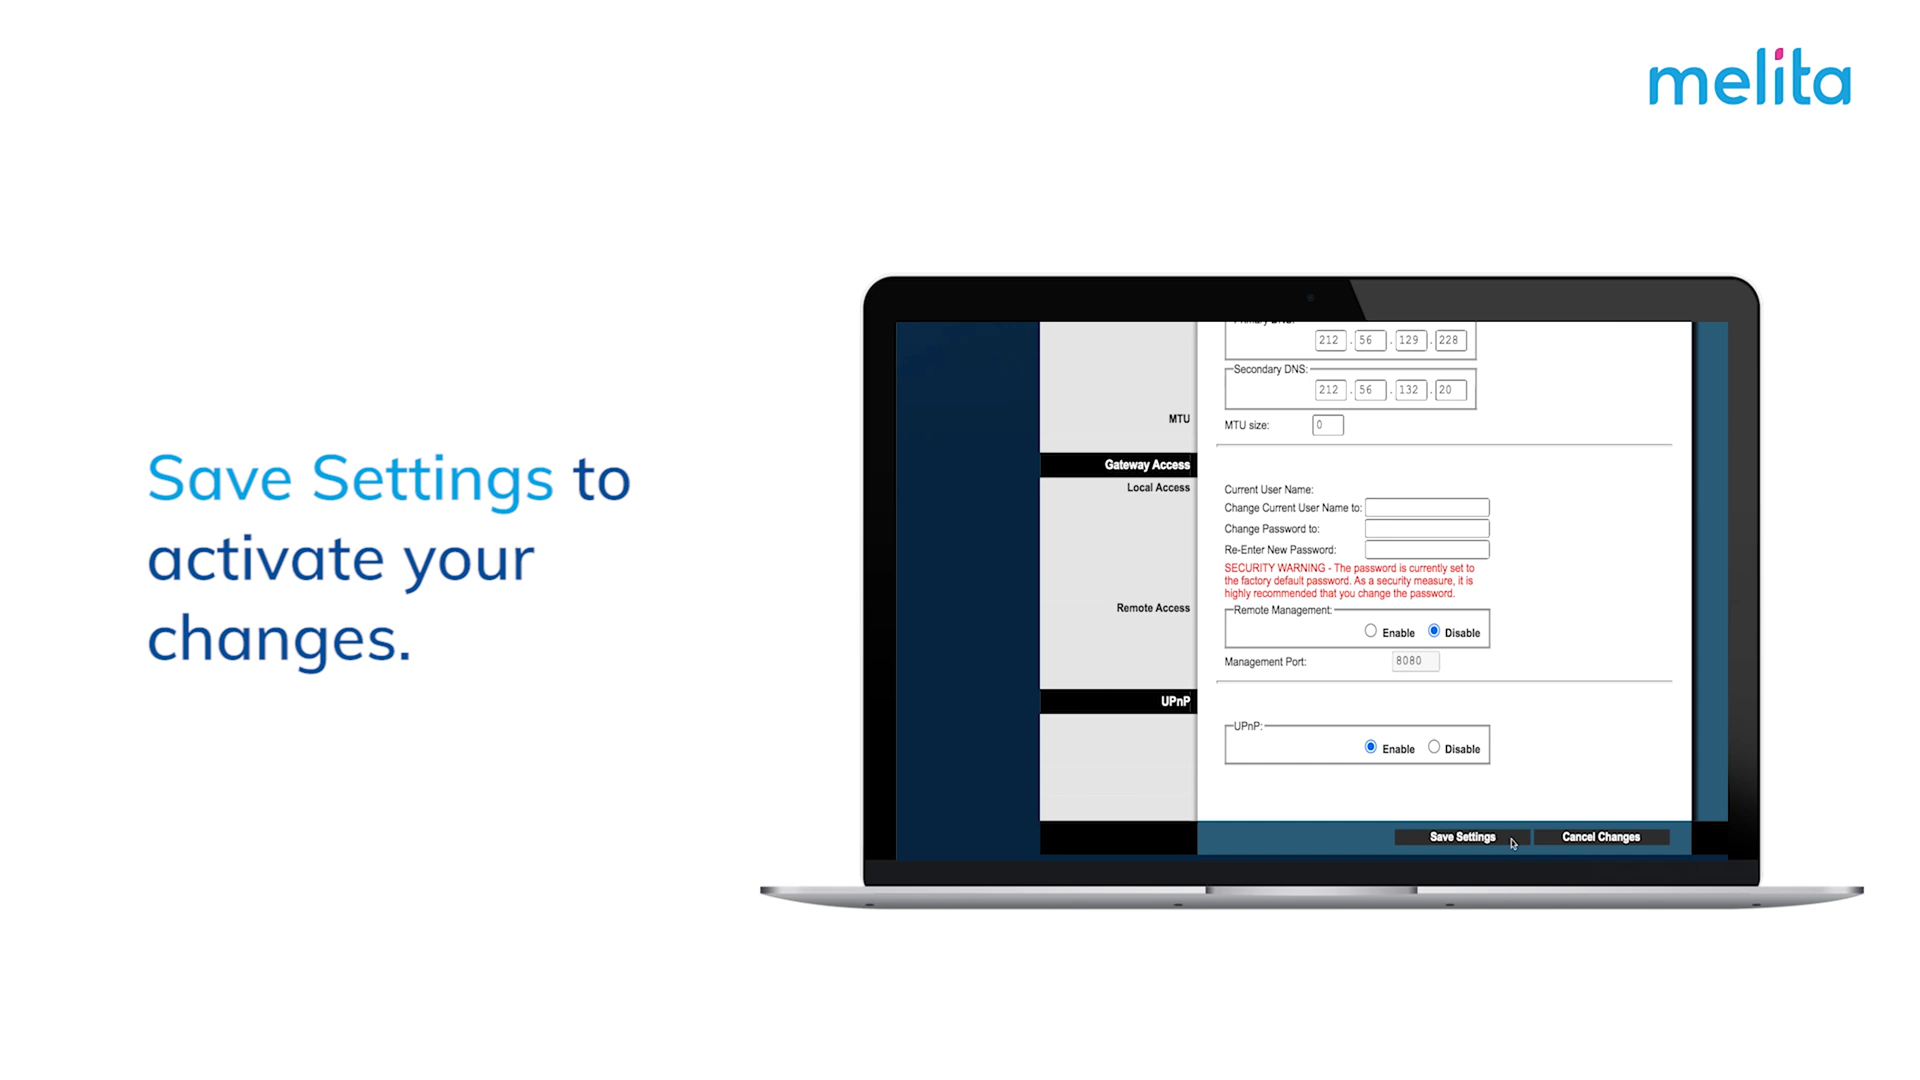 melita
Save Settings to
activate your
changes.
212 . 56 . 129 . 228
Secondary DNS:
212 . 56 . 132 . 20
MTU
MTU size: 0
Gateway Access
Local Access
Current User Name:
Change Current User Name to:
Change Password to:
Re-Enter New Password:
SECURITY WARNING - The password is currently set to
the factory default password. As a security measure, it is
highly recommended that you change the password.
Remote Access
Remote Management:
Enable Disable
Management Port: 8080
UPnP
UPnP:
Enable Disable
Save Settings Cancel Changes